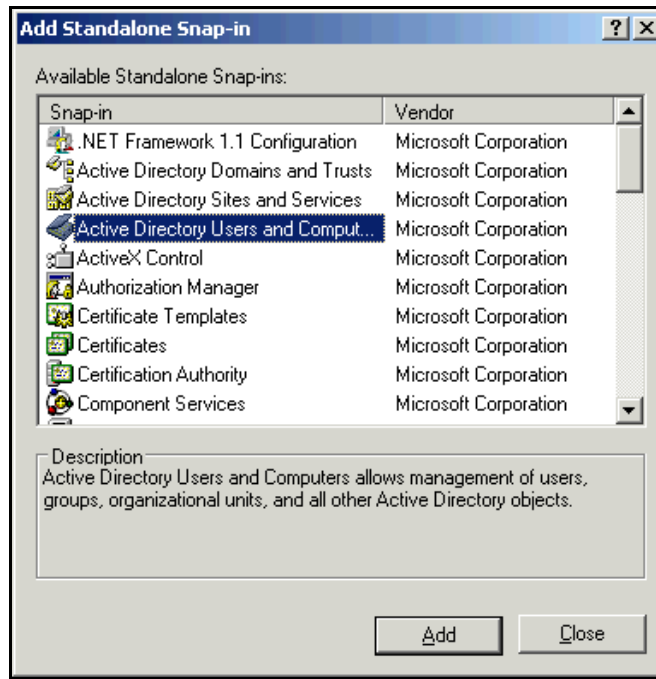 Add Standalone Snap-in
Available Standalone Snap-ins:
Snap-in Vendor
.NET Framework 1.1 Configuration Microsoft Corporation
Active Directory Domains and Trusts Microsoft Corporation
Active Directory Sites and Services Microsoft Corporation
Active Directory Users and Comput... Microsoft Corporation
ActiveX Control Microsoft Corporation
Authorization Manager Microsoft Corporation
Certificate Templates Microsoft Corporation
Certificates Microsoft Corporation
Certification Authority Microsoft Corporation
Component Services Microsoft Corporation
Description
Active Directory Users and Computers allows management of users,
groups, organizational units, and all other Active Directory objects.
Add Close